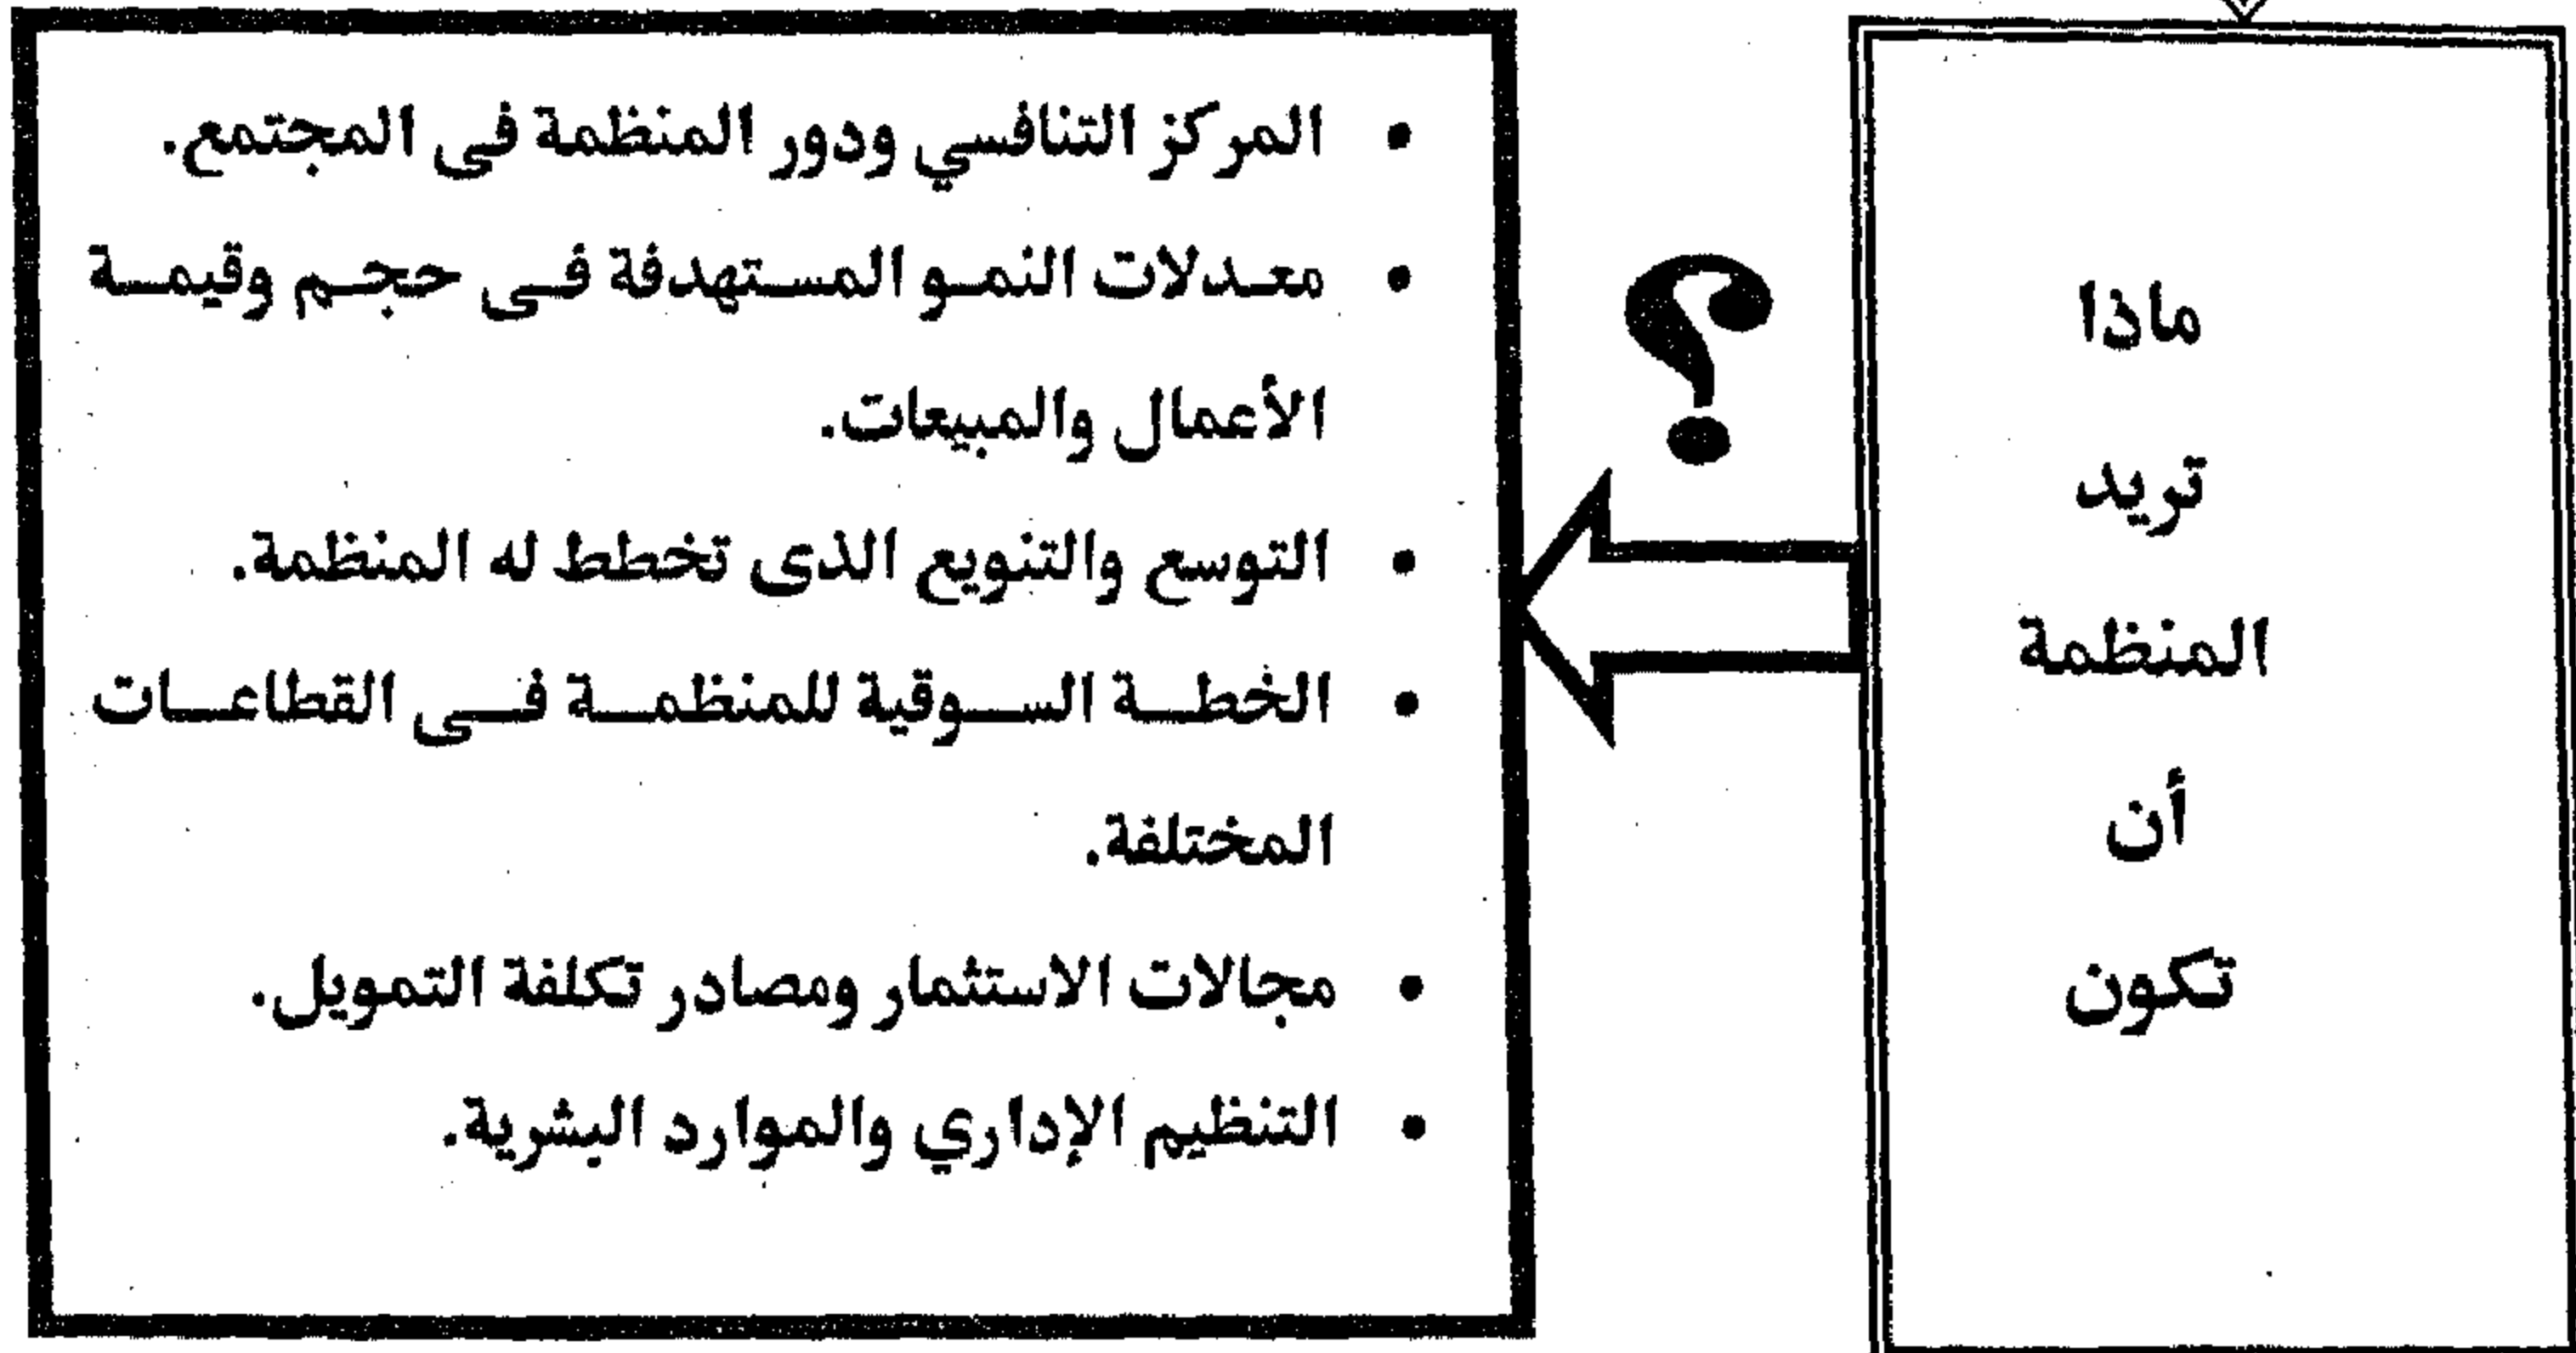 ماذا
تريد
المنظمة
أن
تكون
؟
• المركز التنافسي ودور المنظمة فى المجتمع.
• معدلات النمو المستهدفة فى حجم وقيمة
الأعمال والمبيعات.
• التوسع والتنويع الذى تخطط له المنظمة.
• الخطة السوقية للمنظمة فى القطاعات
المختلفة.
• مجالات الاستثمار ومصادر تكلفة التمويل.
• التنظيم الإداري والموارد البشرية.